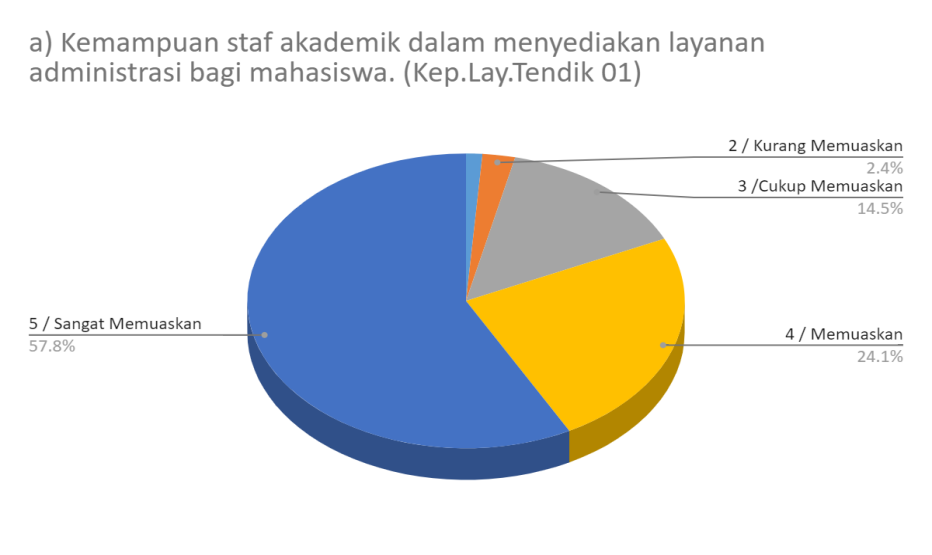 a) Kemampuan staf akademik dalam menyediakan layanan
administrasi bagi mahasiswa. (Kep.Lay.Tendik 01)
2 / Kurang Memuaskan
2.4%
3 /Cukup Memuaskan
14.5%
5 / Sangat Memuaskan
57.8%
4 / Memuaskan
24.1%